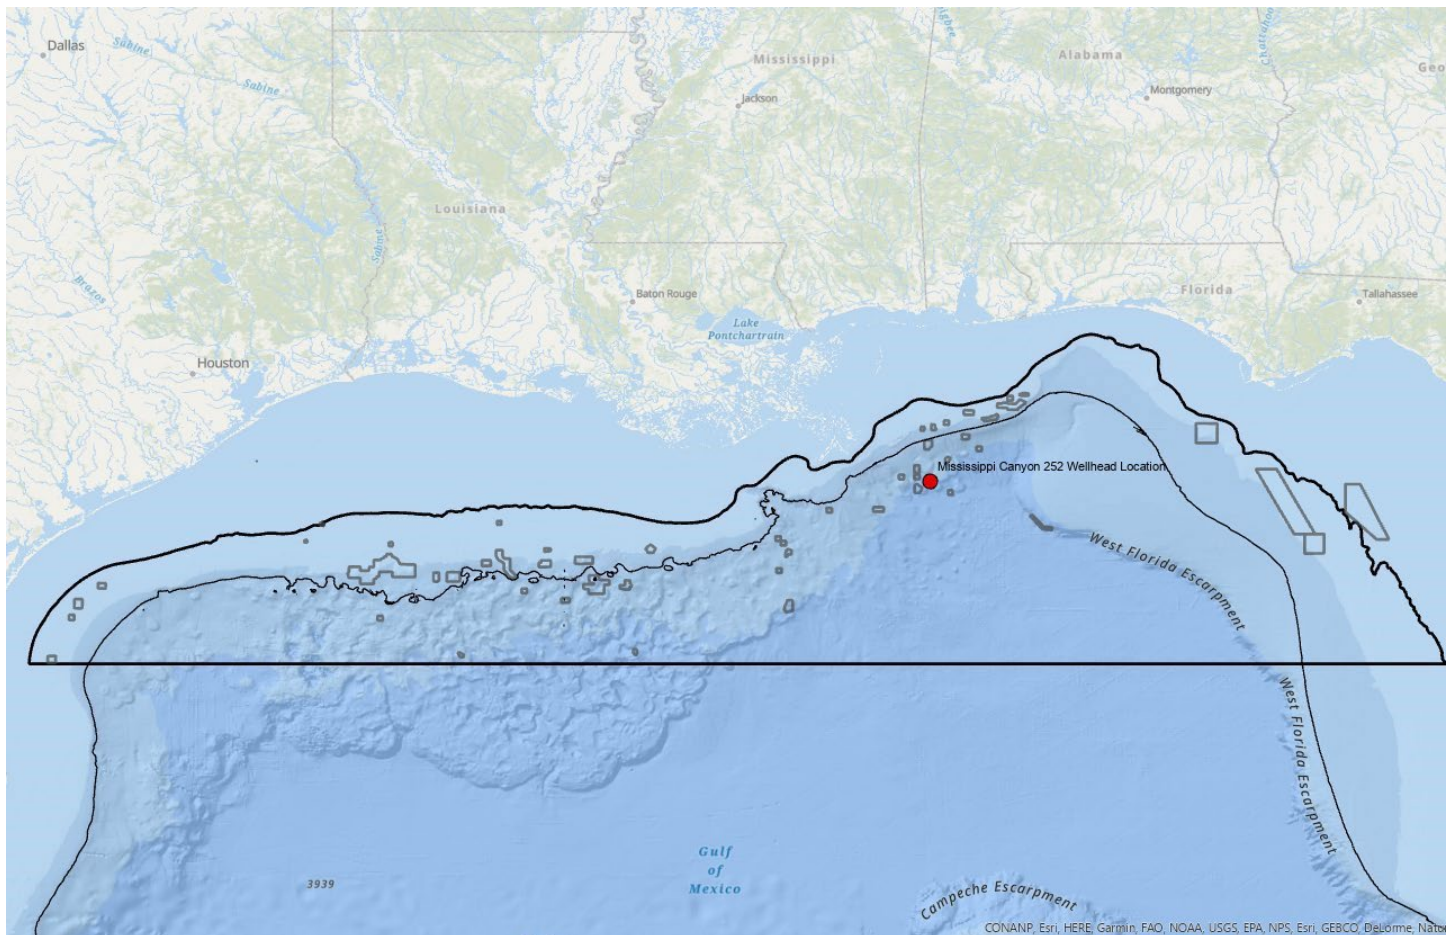 Dallas
Sabine
Sabine
Mississippi
Alabama
Jackson
Montgomery
Louisiana
Sabine
Brazos
Baton Rouge
Florida
Tallahassee
Lake
Pontchartrain
Houston
Mississippi Canyon 252 Wellhead Location
West Florida Escarpment
West Florida Escarpment
Gulf
of
Mexico
3939
Campeche Escarpment
CONANP, Esri, HERE, Garmin, FAO, NOAA, USGS, EPA, NPS, Esri, GEBCO, DeLorme, Natu